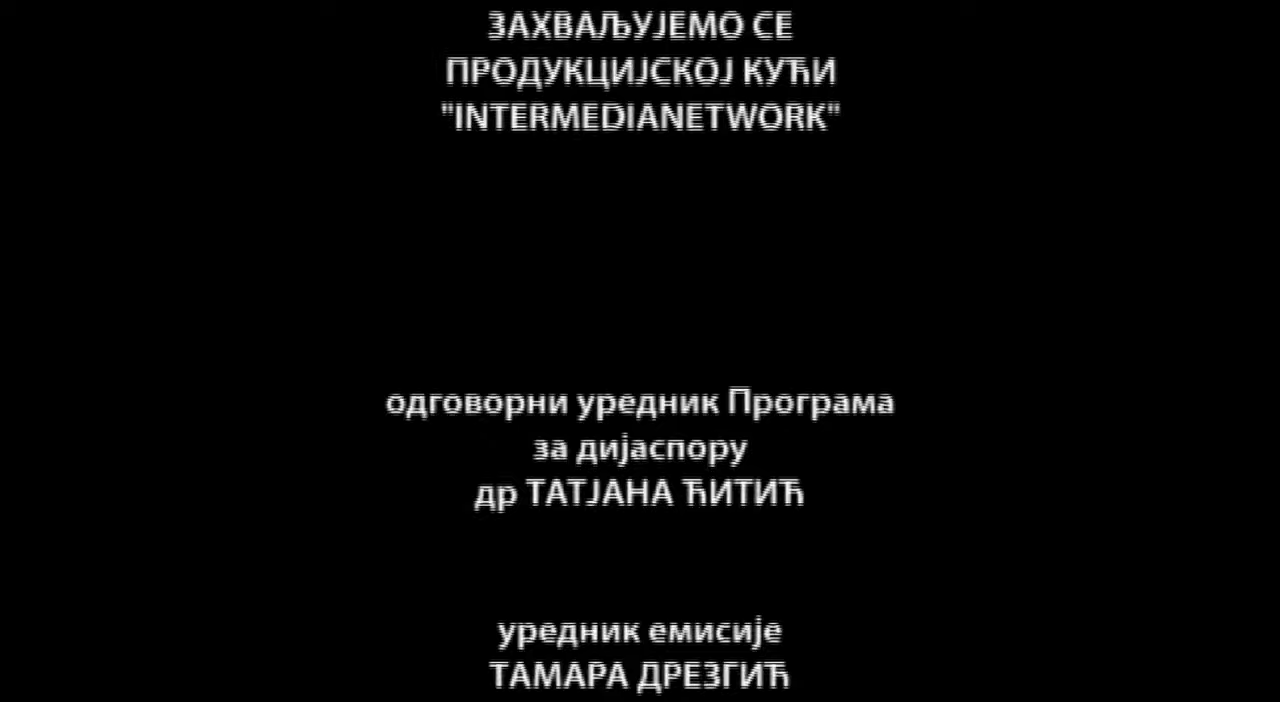 ЗАХВАЉУЈЕМО СЕ
ПРОДУКЦИЈСКОЈ КУЋИ
"INTERMEDIANETWORK"
одговорни уредник Програма
за дијаспору
др ТАТЈАНА ЋИТИЋ
уредник емисије
ТАМАРА ДРЕЗГИЋ